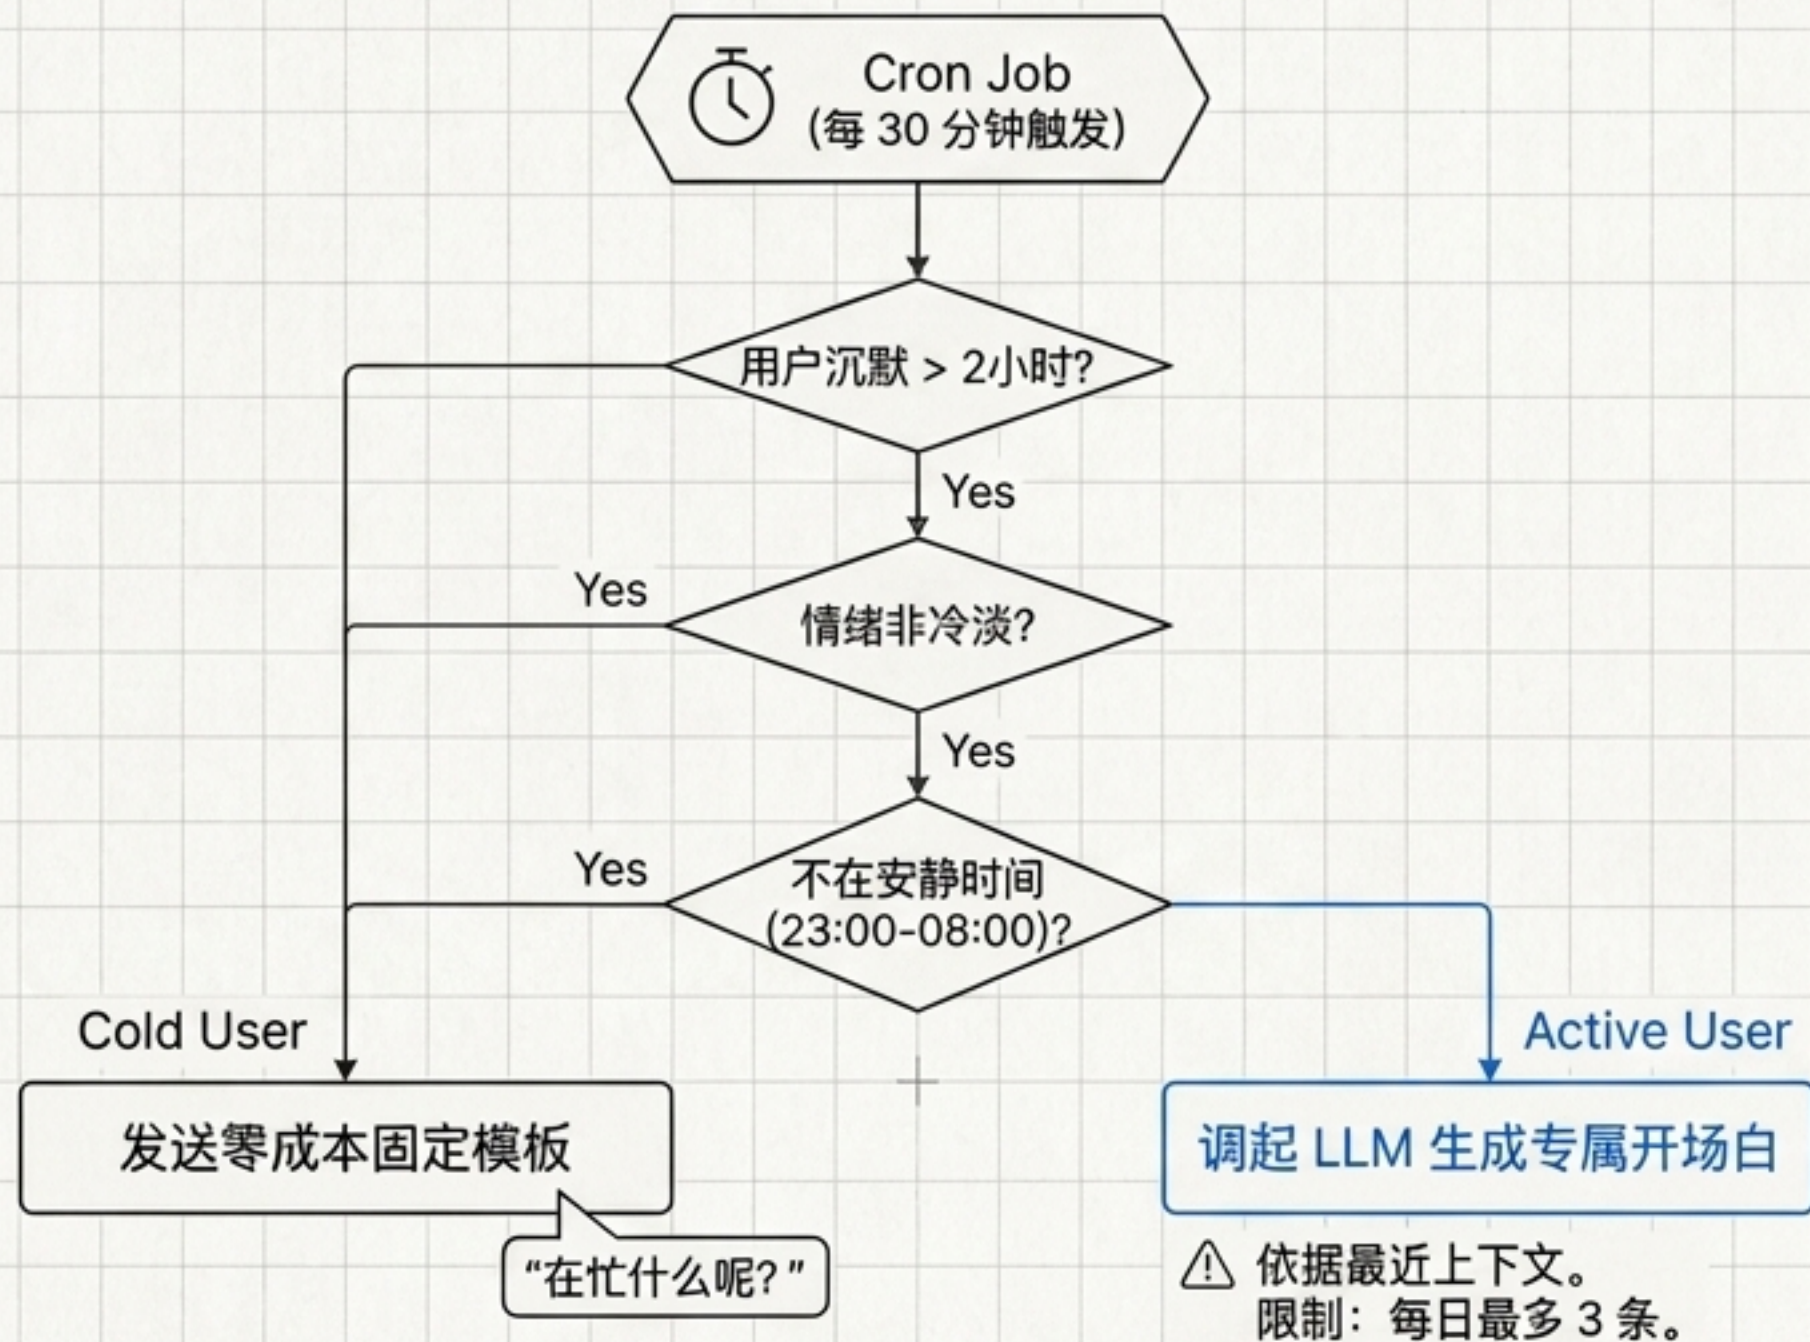 Cron Job
(每 30 分钟触发)
用户沉默 > 2小时?
Yes
Yes
情绪非冷淡?
Yes
Yes
不在安静时间
(23:00-08:00)?
Cold User
Active User
发送零成本固定模板
调起 LLM 生成专属开场白
“在忙什么呢?”
依据最近上下文。
限制：每日最多 3 条。